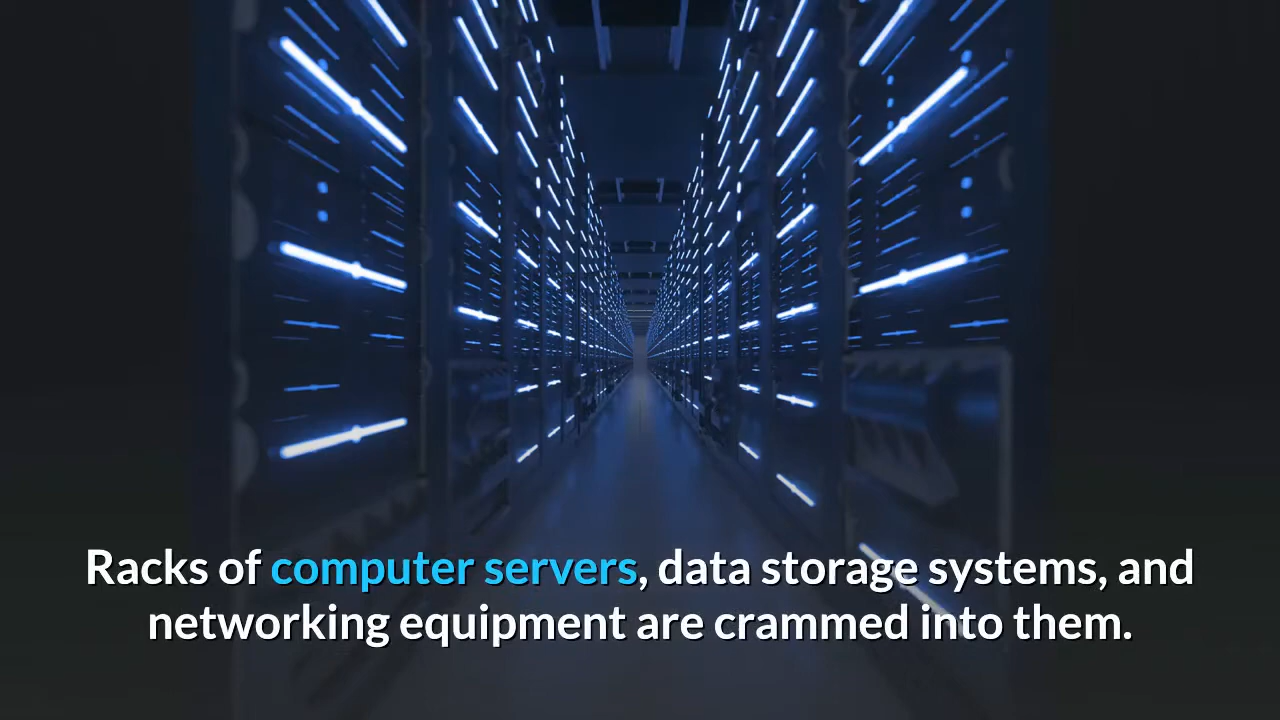 Racks of computer servers, data storage systems, and
networking equipment are crammed into them.